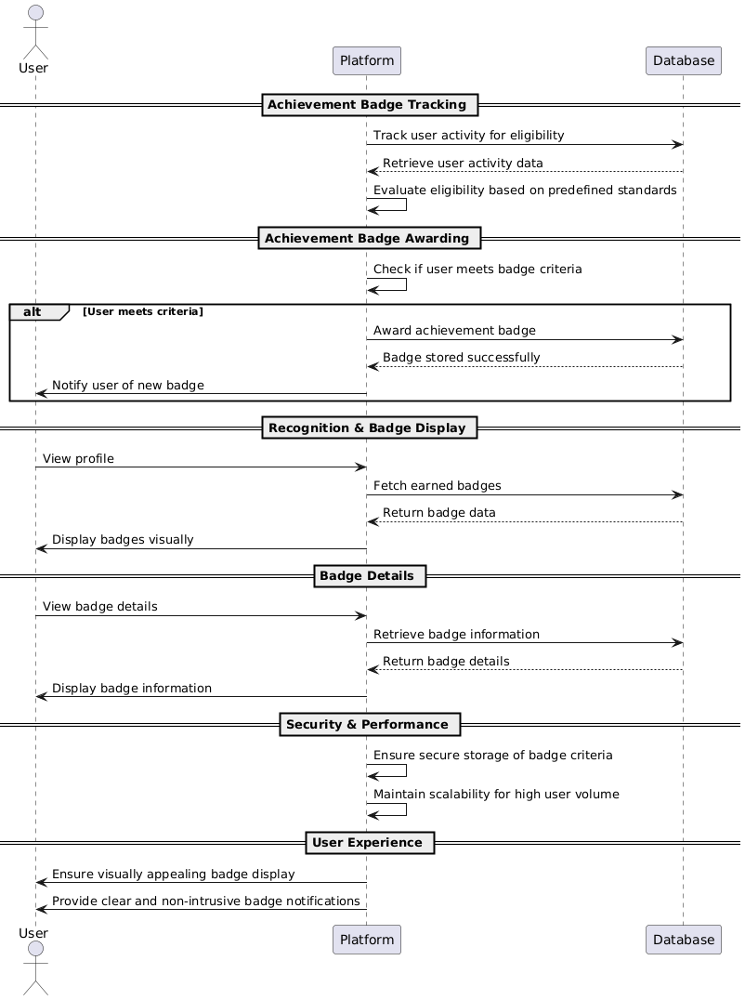 User
Platform
Database
Achievement Badge Tracking
Track user activity for eligibility
Retrieve user activity data
Evaluate eligibility based on predefined standards
Achievement Badge Awarding
Check if user meets badge criteria
alt [User meets criteria]
Award achievement badge
Badge stored successfully
Notify user of new badge
Recognition & Badge Display
View profile
Fetch earned badges
Return badge data
Display badges visually
Badge Details
View badge details
Retrieve badge information
Return badge details
Display badge information
Security & Performance
Ensure secure storage of badge criteria
Maintain scalability for high user volume
User Experience
Ensure visually appealing badge display
Provide clear and non-intrusive badge notifications
User
Platform
Database